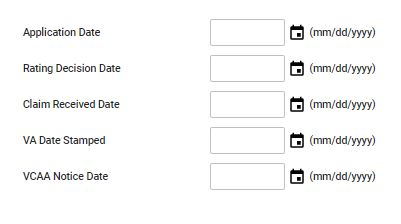 Application Date (mm/dd/yyyy)
Rating Decision Date (mm/dd/yyyy)
Claim Received Date (mm/dd/yyyy)
VA Date Stamped (mm/dd/yyyy)
VCAA Notice Date (mm/dd/yyyy)